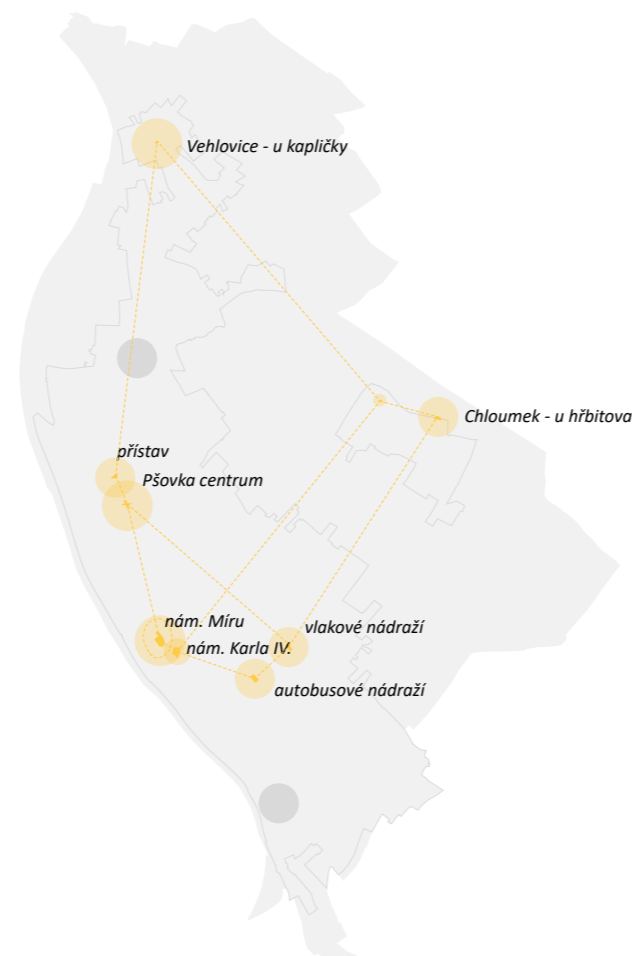 Vehlovice - u kapličky
Chloumek - u hřbitova
přístav
Pšovka centrum
nám. Míru
vlakové nádraží
nám. Karla IV.
autobusové nádraží